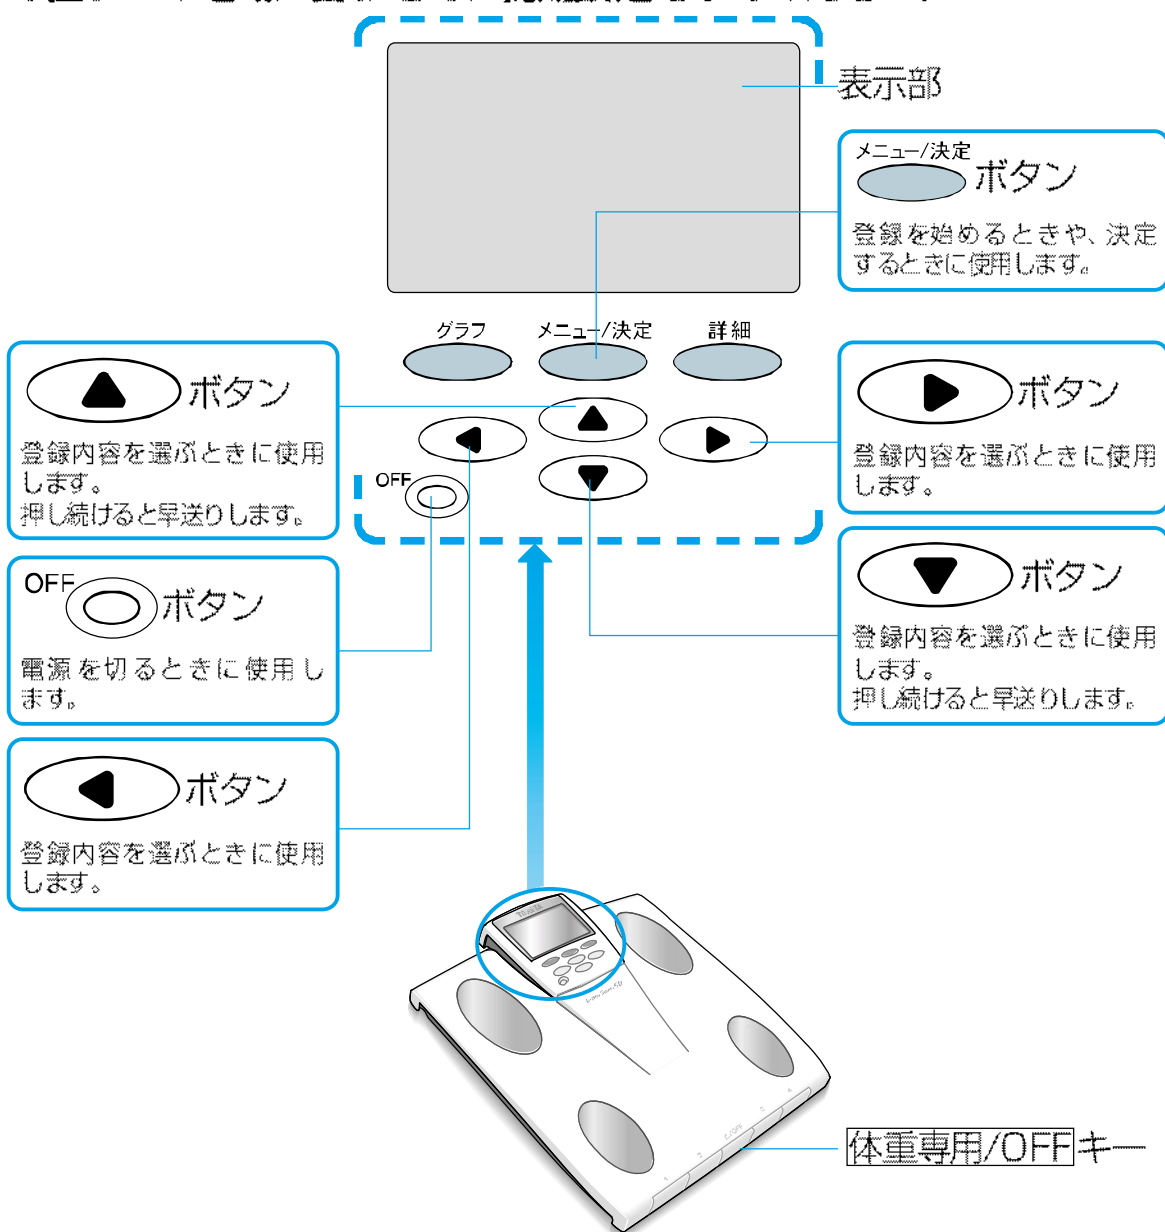 表示部
メニュー/決定
ボタン
登録を始めるときや、決定
するときに使用します。
グラフ
メニュー/決定
詳細
OFF
ボタン
登録内容を選ぶときに使用
します。
押し続けると早送りします。
ボタン
登録内容を選ぶときに使用
します。
OFF
ボタン
電源を切るときに使用し
ます。
ボタン
登録内容を選ぶときに使用
します。
押し続けると早送りします。
ボタン
登録内容を選ぶときに使用
します。
TANITA
1
2
3
4
体重専用/OFFキー